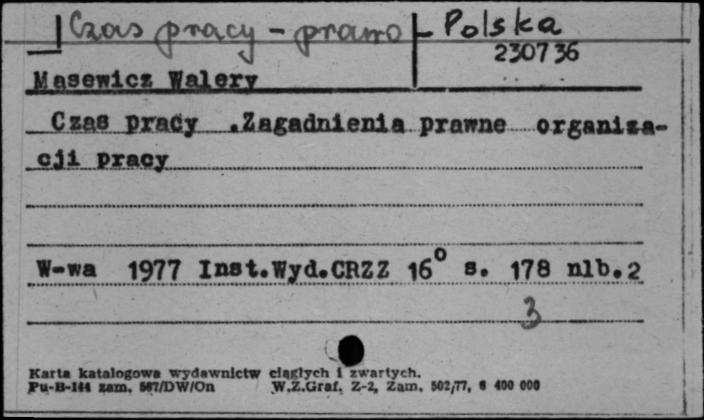 Czas pracy - prawo - Polska
230736
Masewicz Walery
Czas pracy .Zagadnienia prawne organiza-
cji pracy
W-wa 1977 Inst.Wyd.CRZZ 16° s. 178 nlb.2
3
Karta katalogowa wydawnictw ciągłych i zwartych.
Pu-B-144 zam. 567/DW/On W.Z.Graf. Z-2, Zam. 502/77, 6 400 000